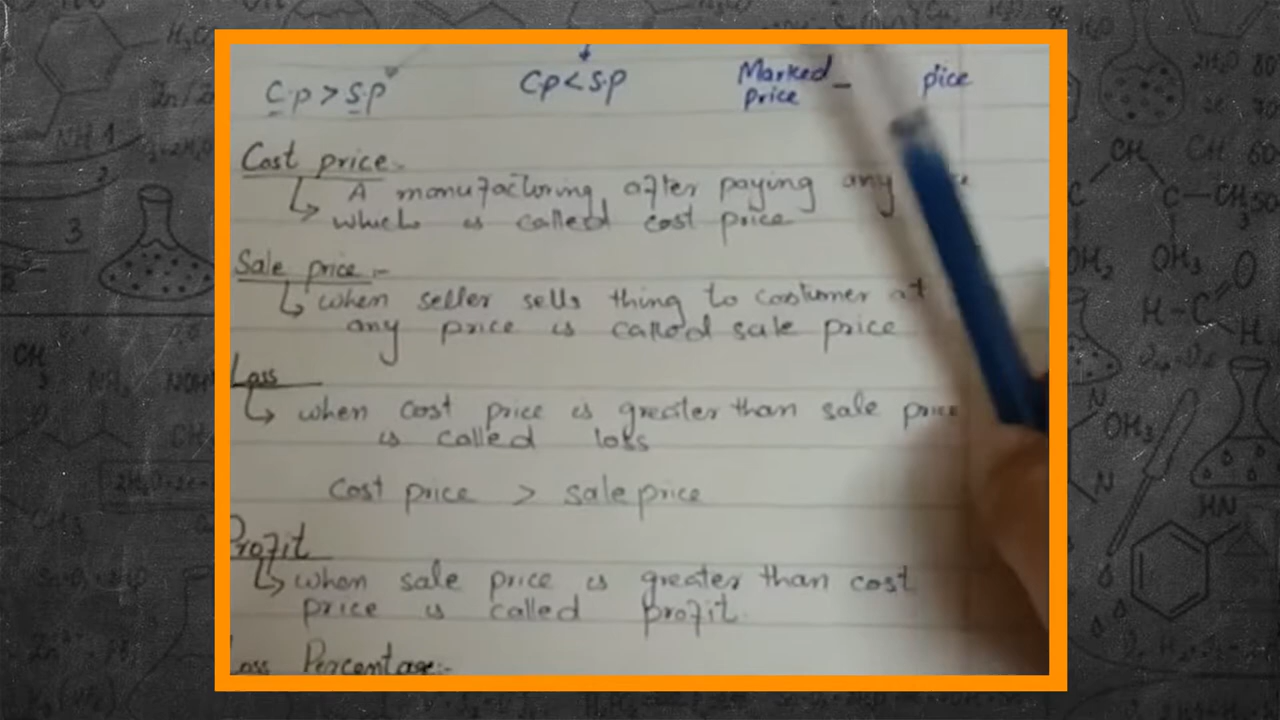 C.p > S.p    Cp < S.p    Marked    pice
price
Cost price:-
A manufactoring after paying any
which is called cost price
Sale price :-
when seller sells thing to costumer at
any price is called sale price
Loss
when cost price is greater than sale price
is called loss
Cost price > sale price
Profit
when sale price is greater than cost
price is called profit.
Loss Percentage:-